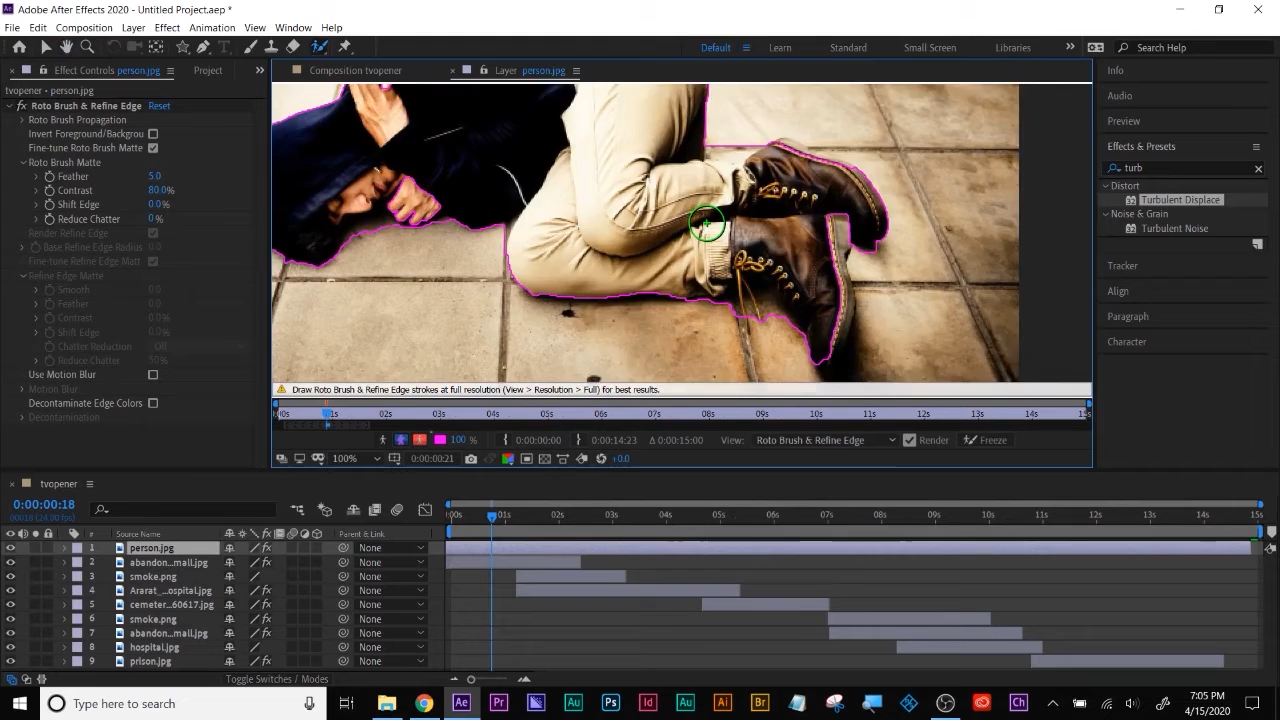 Adobe After Effects 2020 - Untitled Project.aep *
File Edit Composition Layer Effect Animation View Window Help
Default Learn Standard Small Screen Libraries Search Help
Effect Controls person.jpg Project
Composition tvopener
Layer person.jpg
tvopener • person.jpg
Roto Brush & Refine Edge Reset
Roto Brush Propagation
Invert Foreground/Backgrou
Fine-tune Roto Brush Matte
Roto Brush Matte
Feather 5.0
Contrast 80.0%
Shift Edge 0.0%
Reduce Chatter 0%
Render Refine Edge
Base Refine Edge Radius 0.0
Fine-tune Refine Edge Matt
Refine Edge Matte
Smooth 0.0
Feather 0.0
Contrast 0.0%
Shift Edge 0.0%
Chatter Reduction Off
Reduce Chatter 50%
Use Motion Blur
Motion Blur
Decontaminate Edge Colors
Decontamination
Draw Roto Brush & Refine Edge strokes at full resolution (View > Resolution > Full) for best results.
:00s 01s 02s 03s 04s 05s 06s 07s 08s 09s 10s 11s 12s 13s 14s 15s
100 % 0:00:00:00 0:00:14:23 Δ 0:00:15:00 View: Roto Brush & Refine Edge Render Freeze
100% 0:00:00:21 +0.0
Info
Audio
Preview
Effects & Presets
turb
Distort
Turbulent Displace
Noise & Grain
Turbulent Noise
Tracker
Align
Paragraph
Character
tvopener
0:00:00:18
00018 (24.00 fps)
:00s 01s 02s 03s 04s 05s 06s 07s 08s 09s 10s 11s 12s 13s 14s 15s
# Source Name Parent & Link
1 person.jpg None
2 abandon...mall.jpg None
3 smoke.png None
4 Ararat_...ospital.jpg None
5 cemeter...60617.jpg None
6 smoke.png None
7 abandon...mall.jpg None
8 hospital.jpg None
9 prison.jpg None
Toggle Switches / Modes
Type here to search
Ae Pr Au Ps Id Au Ai Br Ch
7:05 PM
4/15/2020